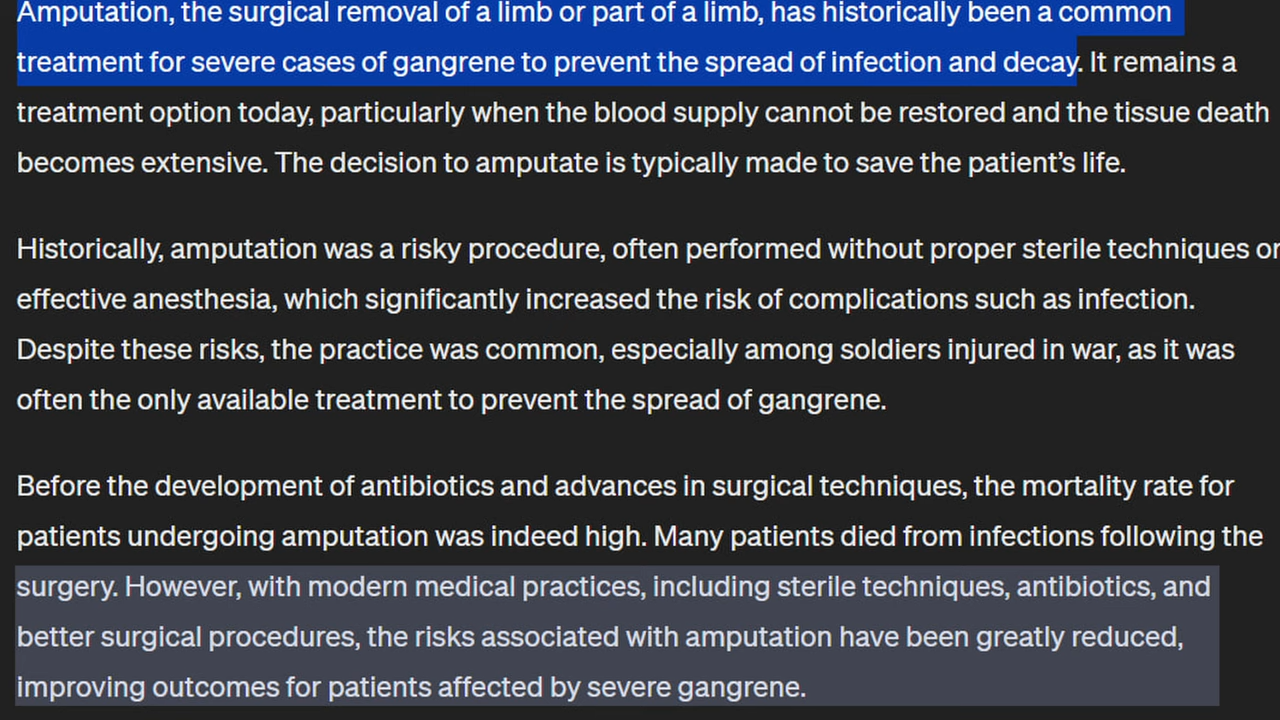 Amputation, the surgical removal of a limb or part of a limb, has historically been a common
treatment for severe cases of gangrene to prevent the spread of infection and decay. It remains a
treatment option today, particularly when the blood supply cannot be restored and the tissue death
becomes extensive. The decision to amputate is typically made to save the patient’s life.
Historically, amputation was a risky procedure, often performed without proper sterile techniques or
effective anesthesia, which significantly increased the risk of complications such as infection.
Despite these risks, the practice was common, especially among soldiers injured in war, as it was
often the only available treatment to prevent the spread of gangrene.
Before the development of antibiotics and advances in surgical techniques, the mortality rate for
patients undergoing amputation was indeed high. Many patients died from infections following the
surgery. However, with modern medical practices, including sterile techniques, antibiotics, and
better surgical procedures, the risks associated with amputation have been greatly reduced,
improving outcomes for patients affected by severe gangrene.